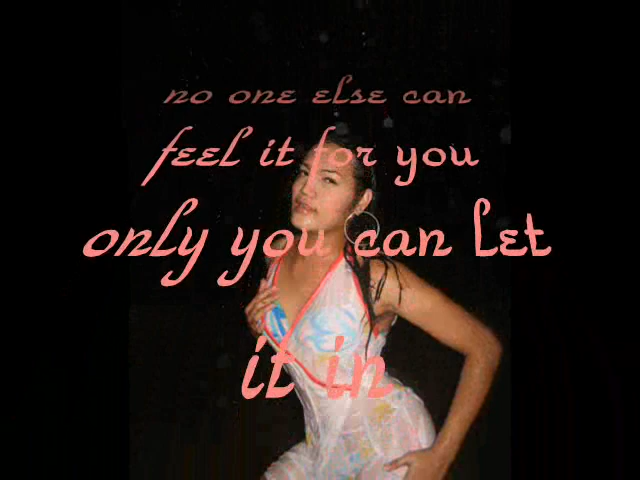 no one else can
feel it for you
only you can let
it in